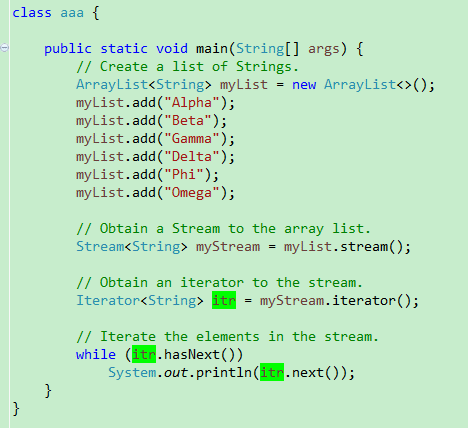 class aaa {
public static void main(String[] args) {
// Create a list of Strings.
ArrayList<String> myList = new ArrayList<>();
myList.add("Alpha");
myList.add("Beta");
myList.add("Gamma");
myList.add("Delta");
myList.add("Phi");
myList.add("Omega");
// Obtain a Stream to the array list.
Stream<String> myStream = myList.stream();
// Obtain an iterator to the stream.
Iterator<String> itr = myStream.iterator();
// Iterate the elements in the stream.
while (itr.hasNext())
System.out.println(itr.next());
}
}